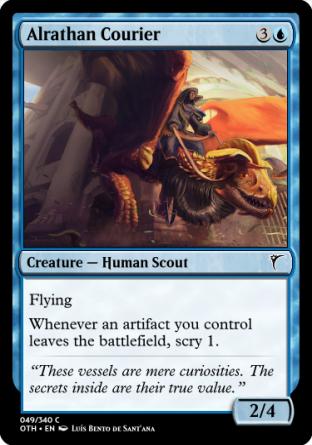 Alrathan Courier 3
Creature — Human Scout
Flying
Whenever an artifact you control
leaves the battlefield, scry 1.
“These vessels are mere curiosities. The
secrets inside are their true value.”
2/4
049/340 C
OTH • EN Luís Bento de Sant'ana